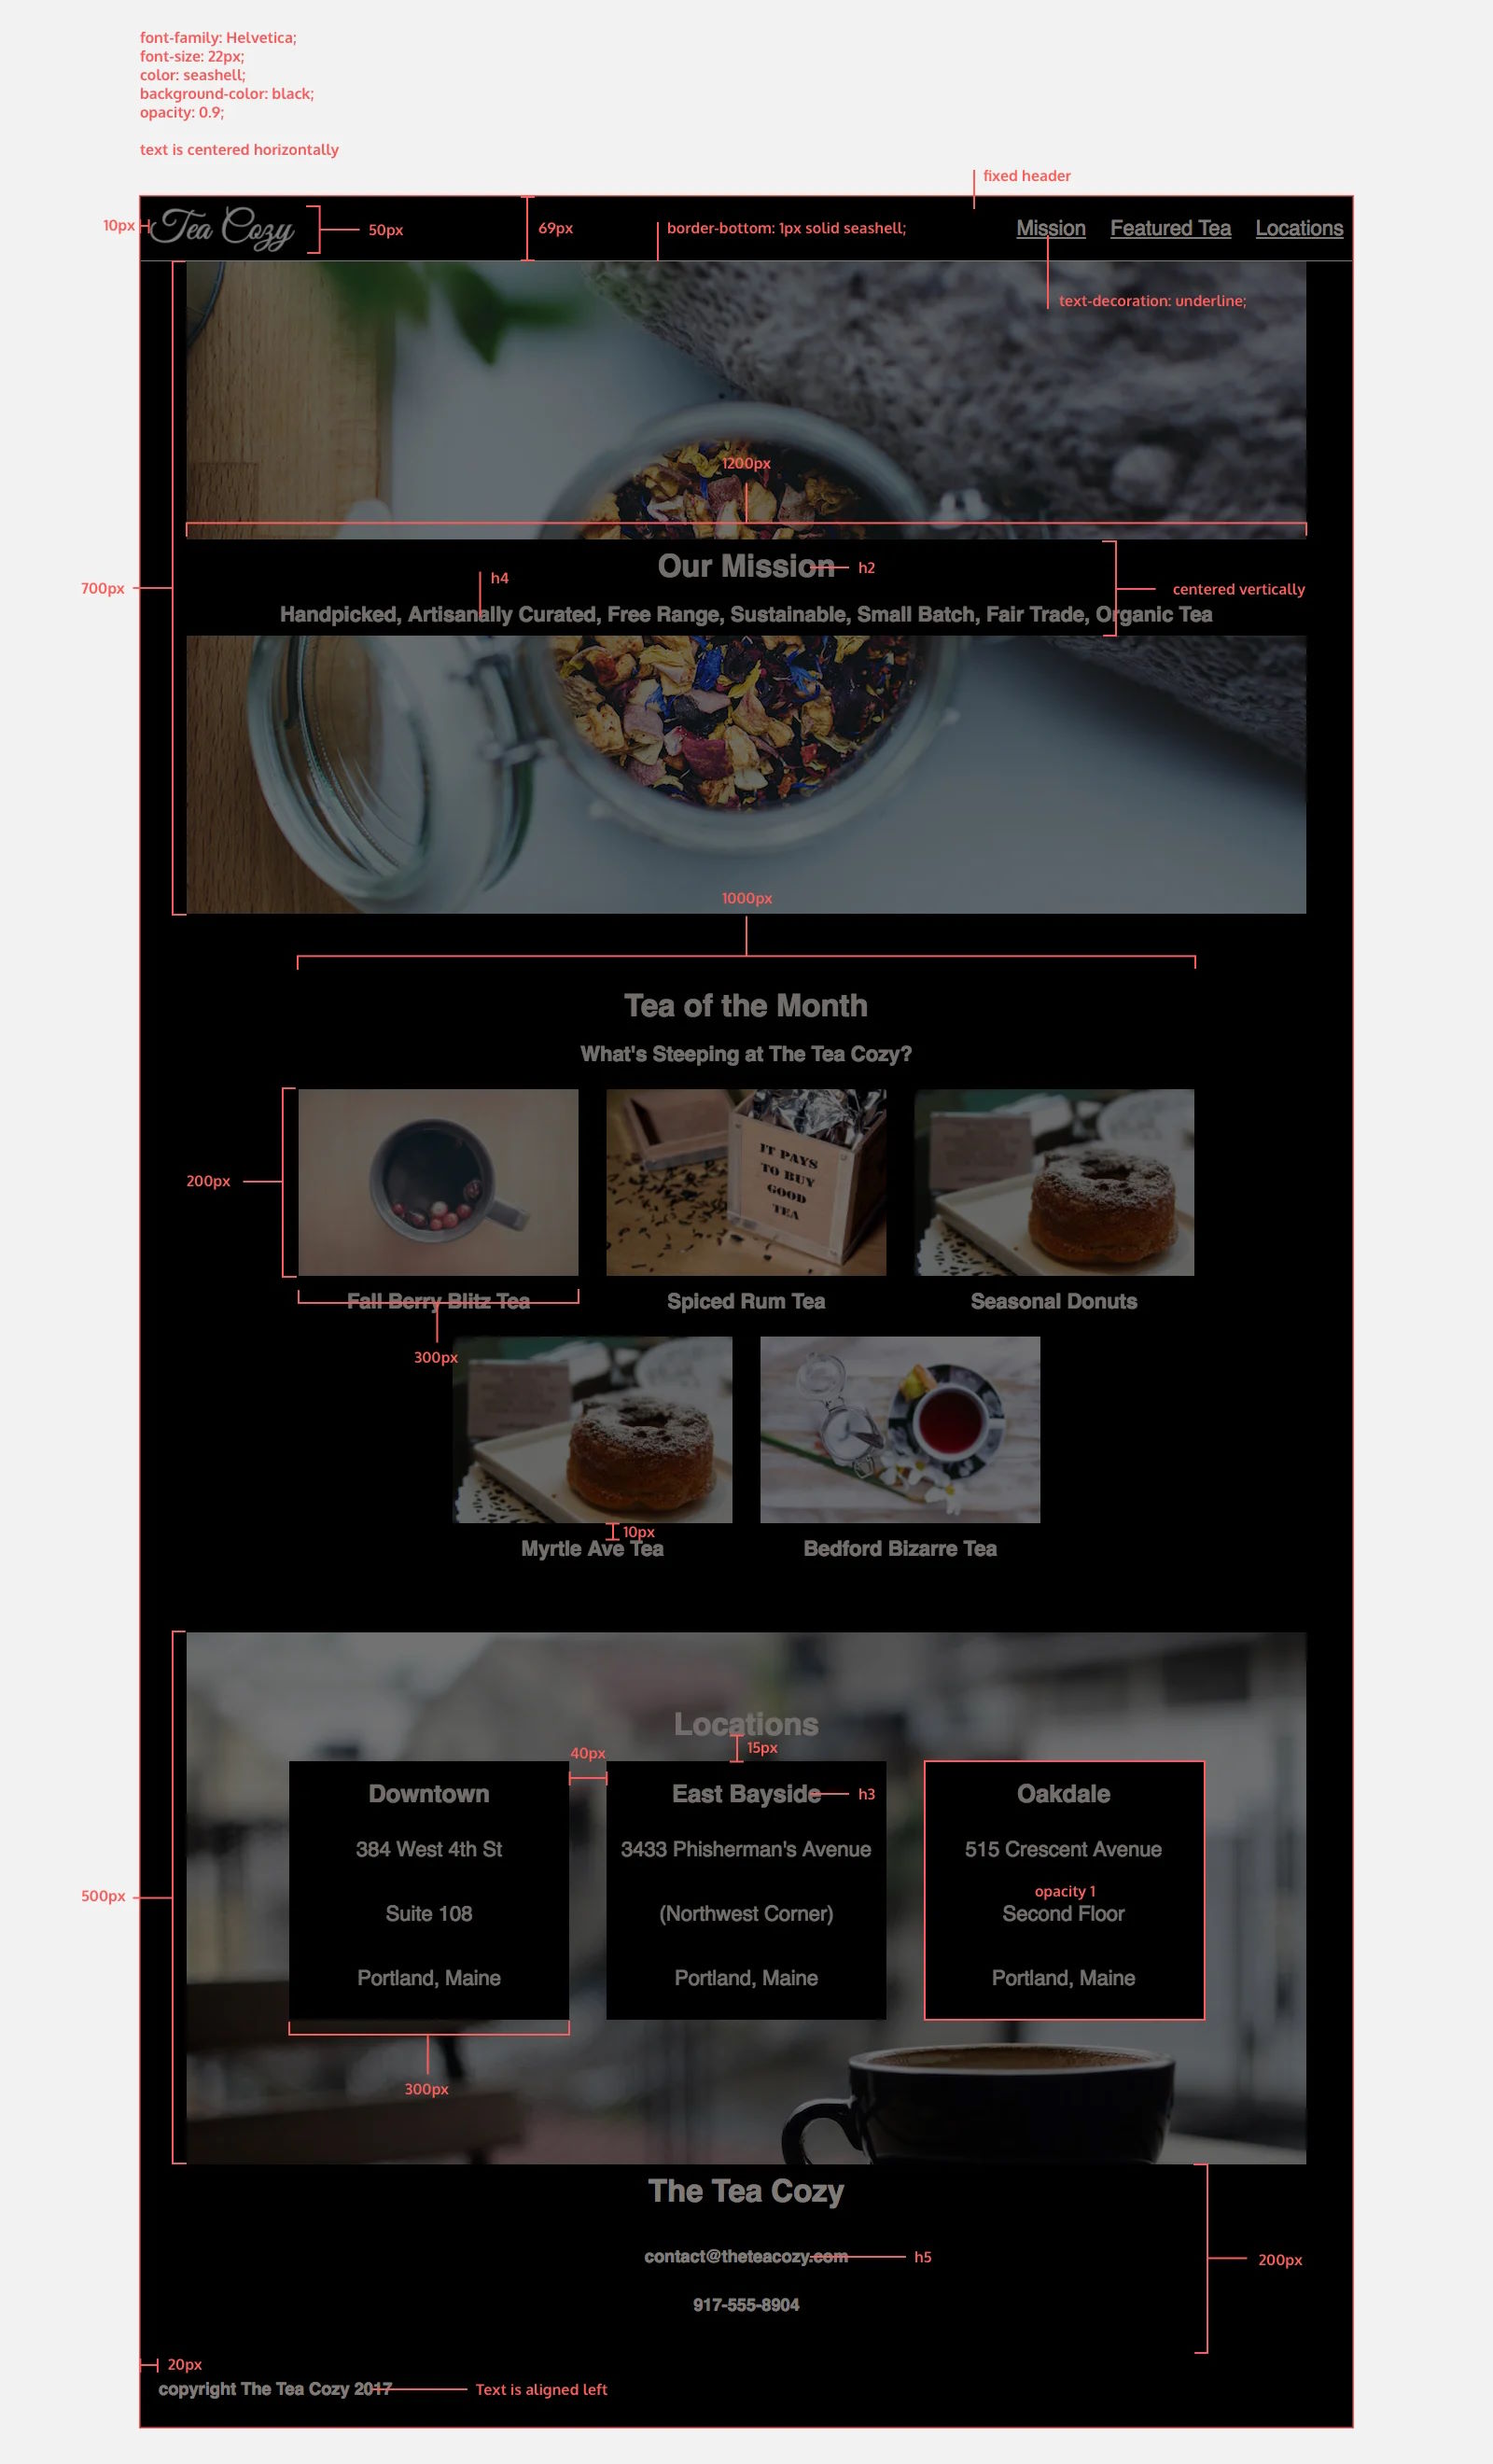 font-family: Helvetica;
font-size: 22px;
color: seashell;
background-color: black;
opacity: 0.9;
text is centered horizontally
fixed header
10px
Tea Cozy
50px
69px
border-bottom: 1px solid seashell;
Mission Featured Tea Locations
text-decoration: underline;
1200px
Our Mission
h2
h4
700px
centered vertically
Handpicked, Artisanally Curated, Free Range, Sustainable, Small Batch, Fair Trade, Organic Tea
1000px
Tea of the Month
What's Steeping at The Tea Cozy?
IT PAYS
TO BUY
GOOD
TEA
200px
Fall Berry Blitz Tea
Spiced Rum Tea
Seasonal Donuts
300px
10px
Myrtle Ave Tea
Bedford Bizarre Tea
Locations
15px
40px
Downtown
East Bayside
h3
Oakdale
384 West 4th St
3433 Phisherman's Avenue
515 Crescent Avenue
opacity 1
500px
Suite 108
(Northwest Corner)
Second Floor
Portland, Maine
Portland, Maine
Portland, Maine
300px
The Tea Cozy
contact@theteacozy.com
h5
200px
917-555-8904
20px
copyright The Tea Cozy 2017
Text is aligned left